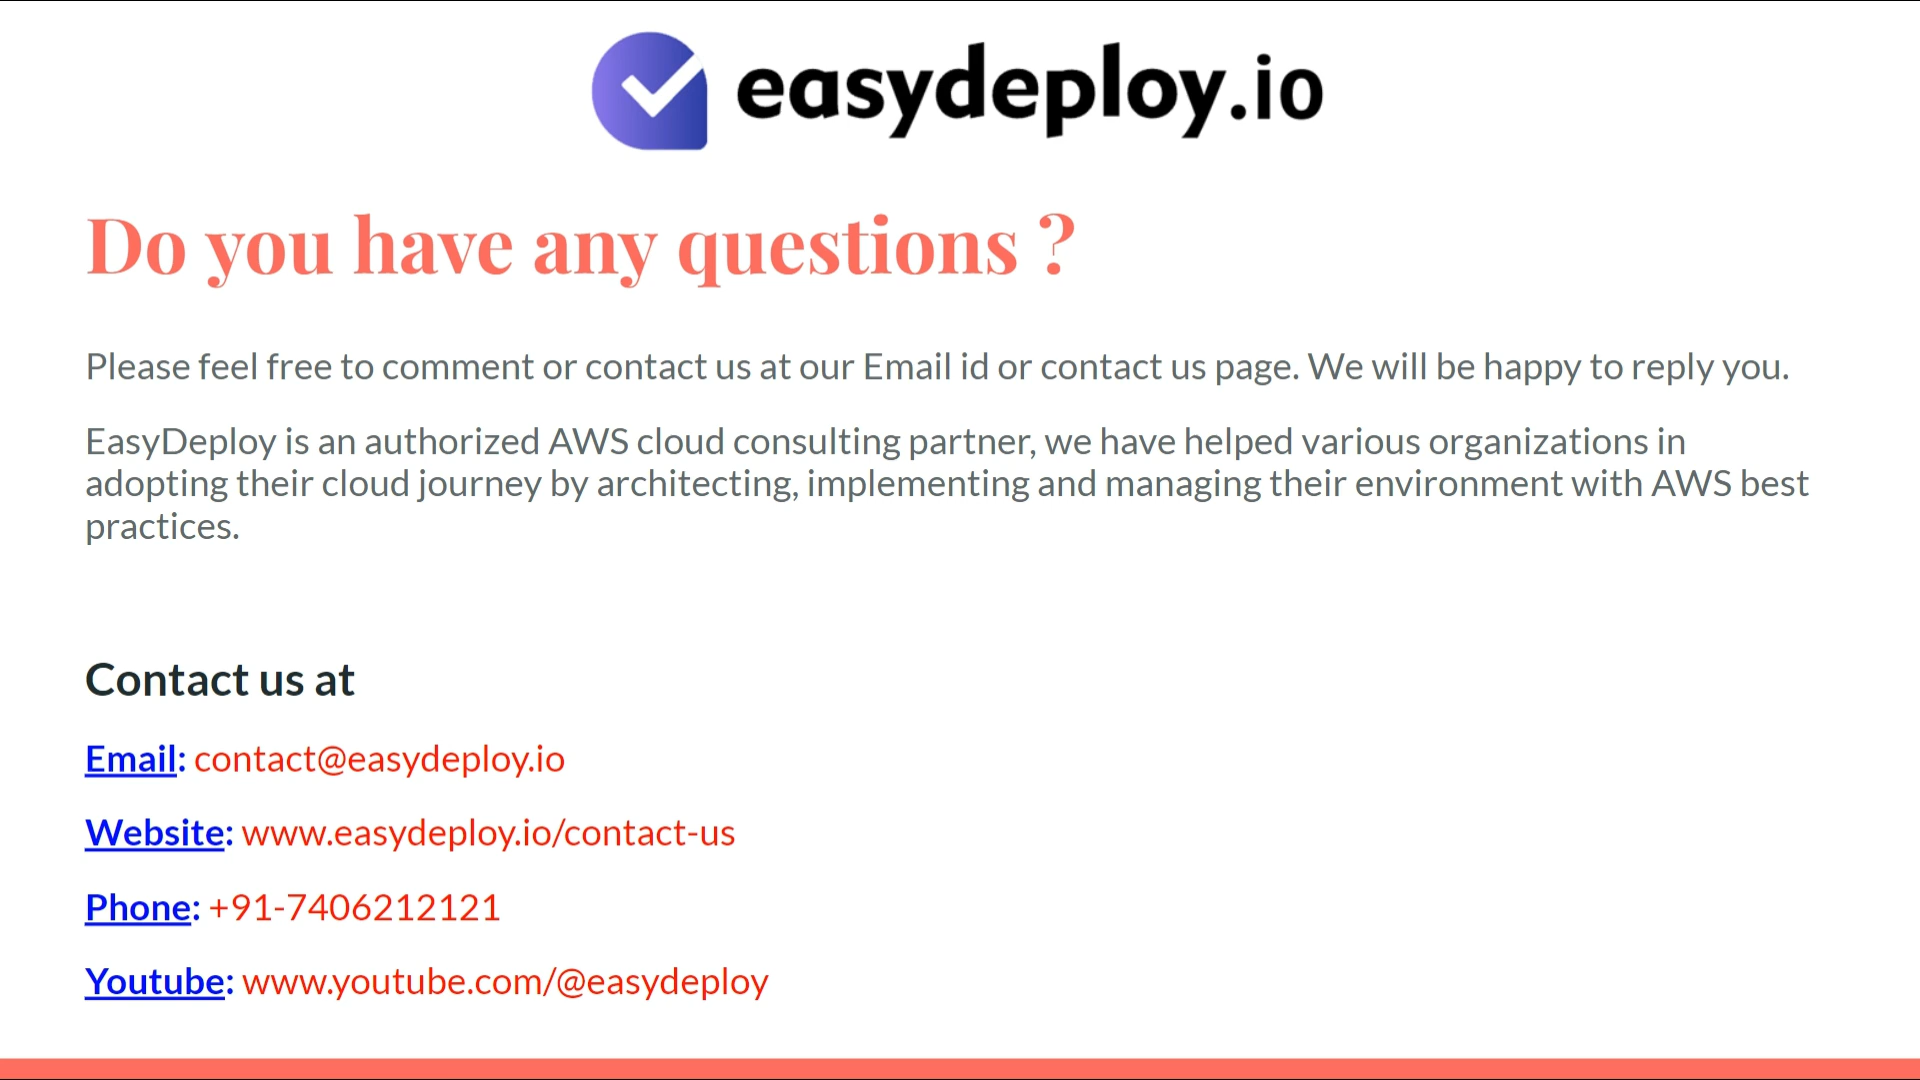 easydeploy.io
Do you have any questions ?
Please feel free to comment or contact us at our Email id or contact us page. We will be happy to reply you.
EasyDeploy is an authorized AWS cloud consulting partner, we have helped various organizations in
adopting their cloud journey by architecting, implementing and managing their environment with AWS best
practices.
Contact us at
Email: contact@easydeploy.io
Website: www.easydeploy.io/contact-us
Phone: +91-7406212121
Youtube: www.youtube.com/@easydeploy